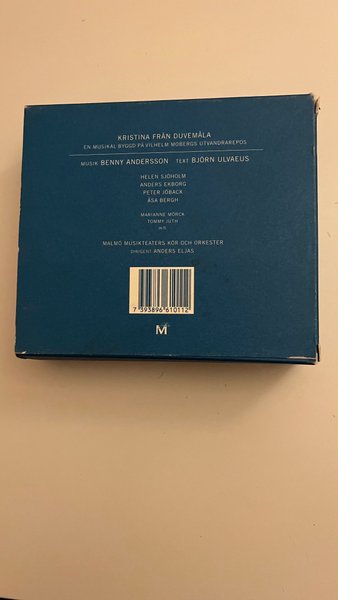 KRISTINA FRÅN DUVEMÅLA
EN MUSIKAL BYGGD PÅ VILHELM MOBERGS UTVANDRAREPOS
MUSIK BENNY ANDERSSON TEXT BJÖRN ULVAEUS
HELEN SJÖHOLM
ANDERS EKBORG
PETER JÖBACK
ÅSA BERGH
MARIANNE MÖRCK
TOMMY JUTH
M FL
MALMÖ MUSIKTEATERS KÖR OCH ORKESTER
DIRIGENT ANDERS ELJAS
7 393896 610112
M